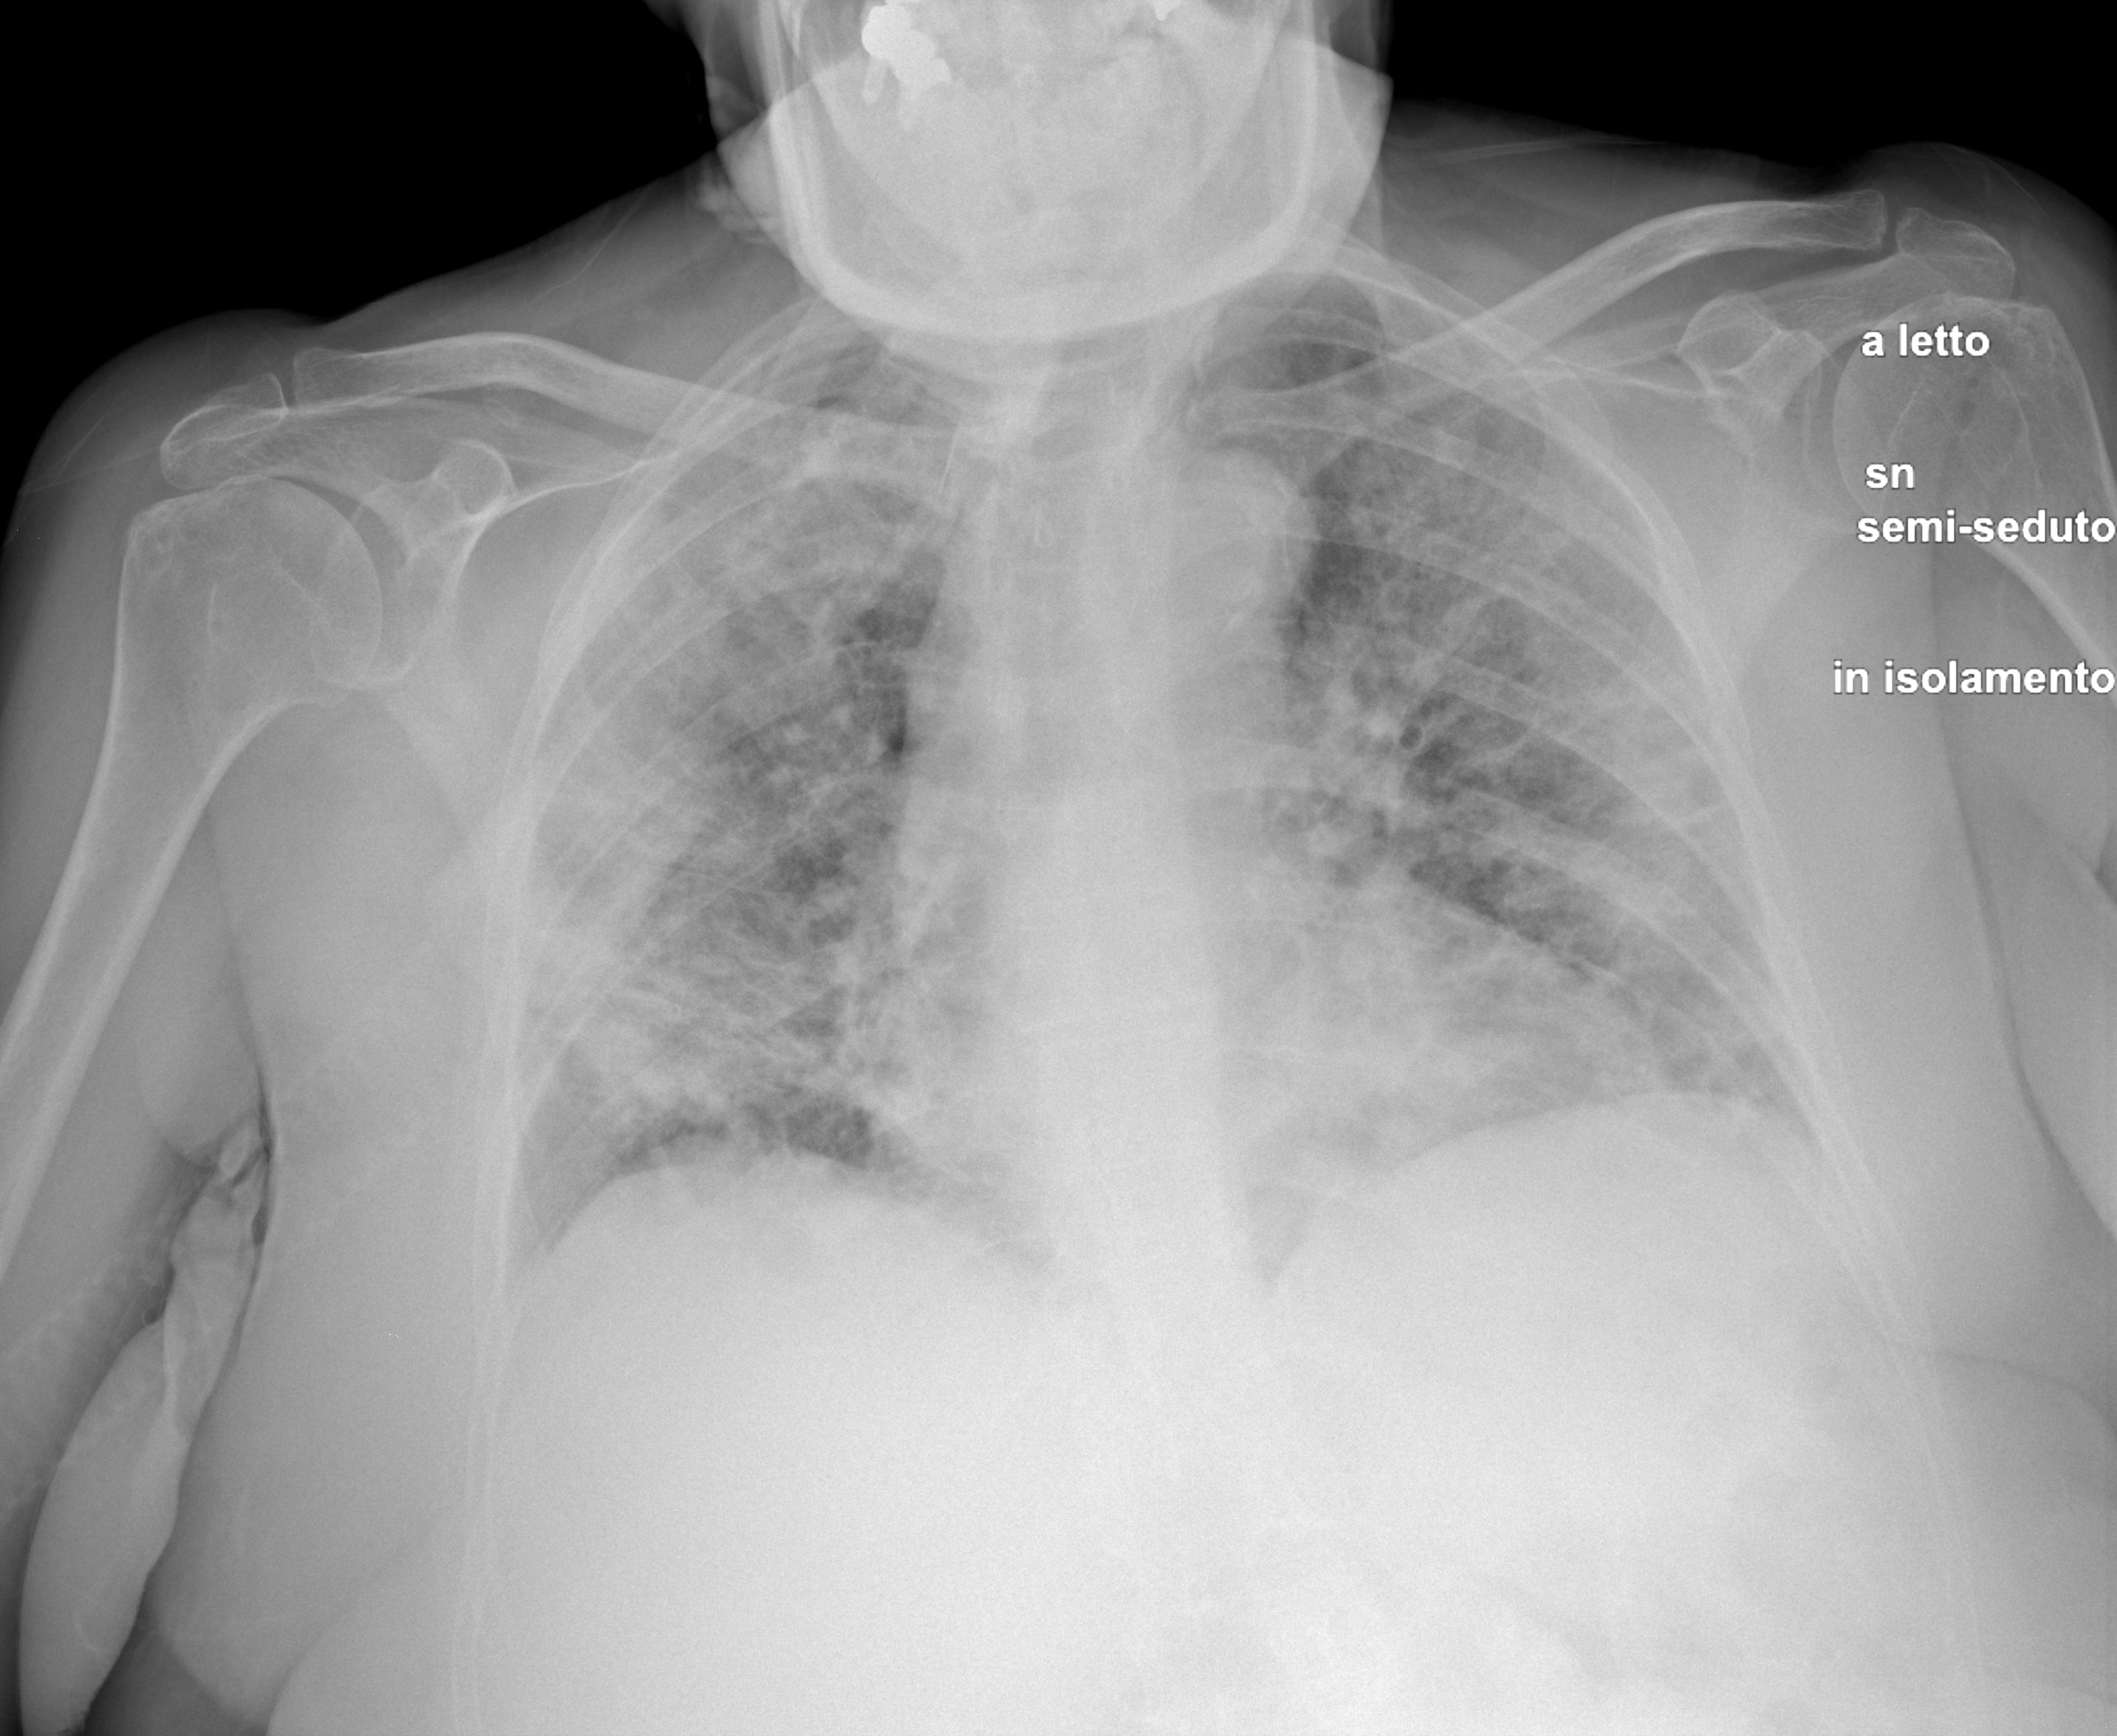 a letto
sn
semi-seduto
in isolamento